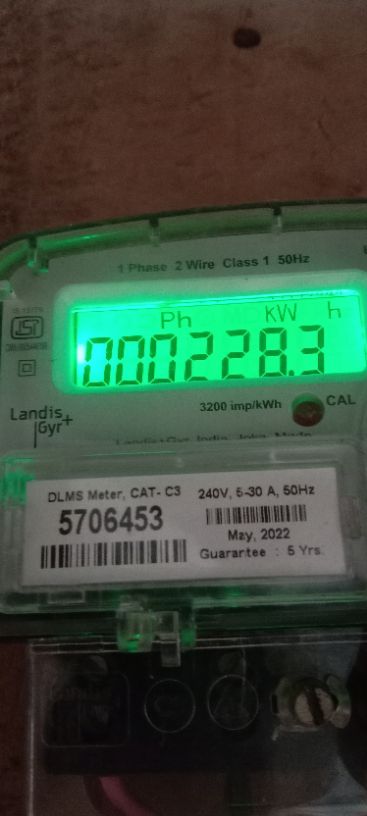 1 Phase 2 Wire Class 1 50Hz
Ph kW h
000228.3
3200 imp/kWh CAL
Landis
Gyr+
DLMS Meter, CAT- C3 240V, 5-30 A, 50Hz
5706453
May, 2022
Guarantee : 5 Yrs.